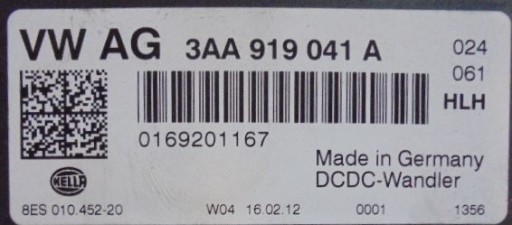 VW AG 3AA 919 041 A 024
061
HLH
0169201167
Made in Germany
HELLA DCDC-Wandler
8ES 010.452-20 W04 16.02.12 0001 1356